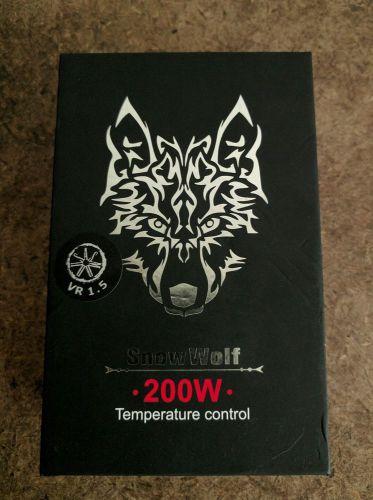 VR 1.5
SnowWolf
·200W·
Temperature control